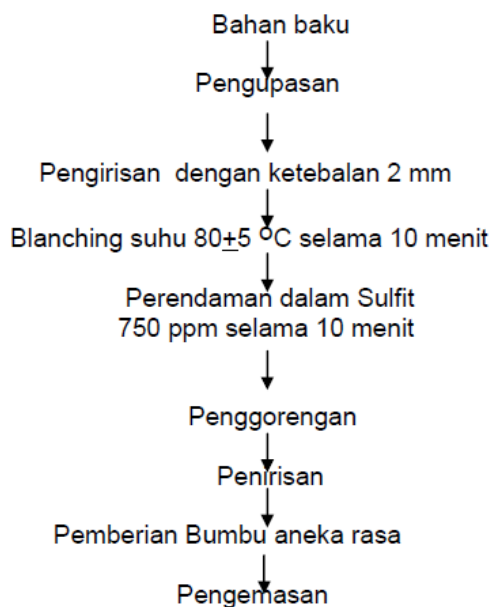 Bahan baku
Pengupasan
Pengirisan dengan ketebalan 2 mm
Blanching suhu 80±5 °C selama 10 menit
Perendaman dalam Sulfit
750 ppm selama 10 menit
Penggorengan
Penirisan
Pemberian Bumbu aneka rasa
Pengemasan